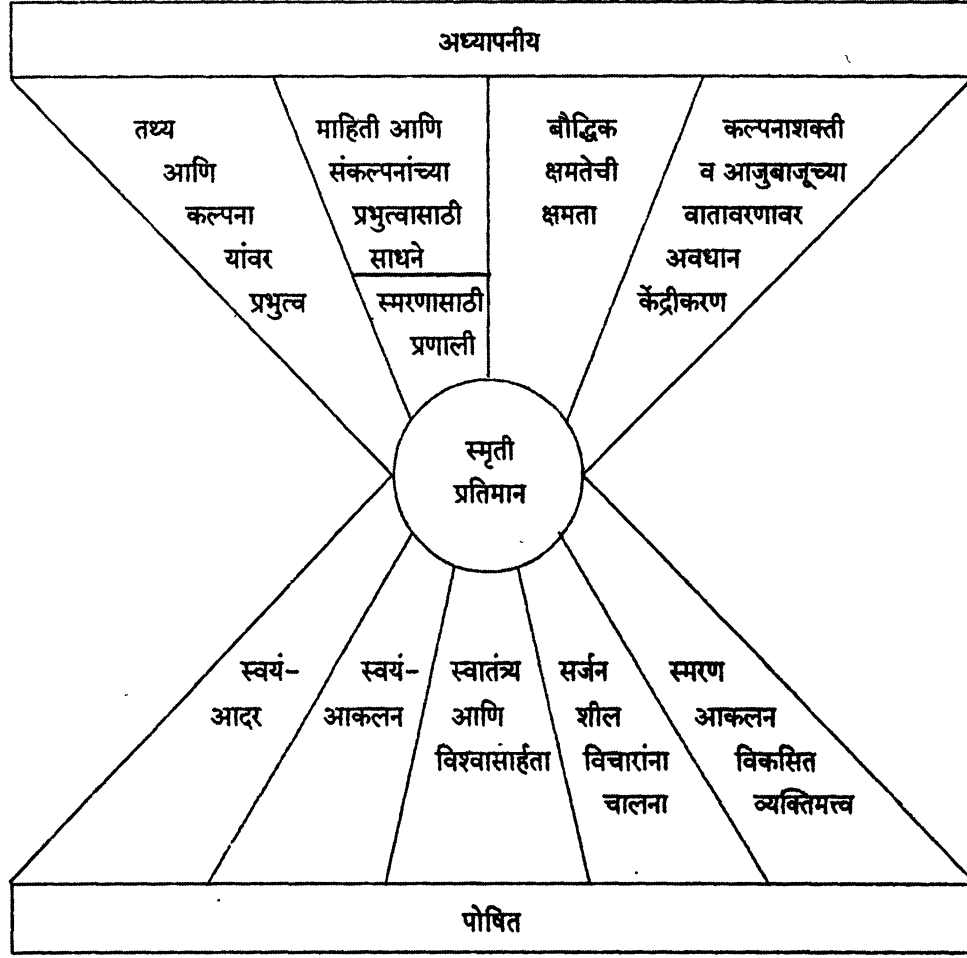 अध्यापनीय
तथ्य
आणि
कल्पना
यांवर
प्रभुत्व
माहिती आणि
संकल्पनांच्या
प्रभुत्वासाठी
साधने
स्मरणासाठी
प्रणाली
बौद्धिक
क्षमतेची
क्षमता
कल्पनाशक्ती
व आजुबाजूच्या
वातावरणावर
अवधान
केंद्रीकरण
स्मृती
प्रतिमान
स्वयं-
आदर
स्वयं-
आकलन
स्वातंत्र्य
आणि
विश्वासार्हता
सर्जन
शील
विचारांना
चालना
स्मरण
आकलन
विकसित
व्यक्तिमत्त्व
पोषित